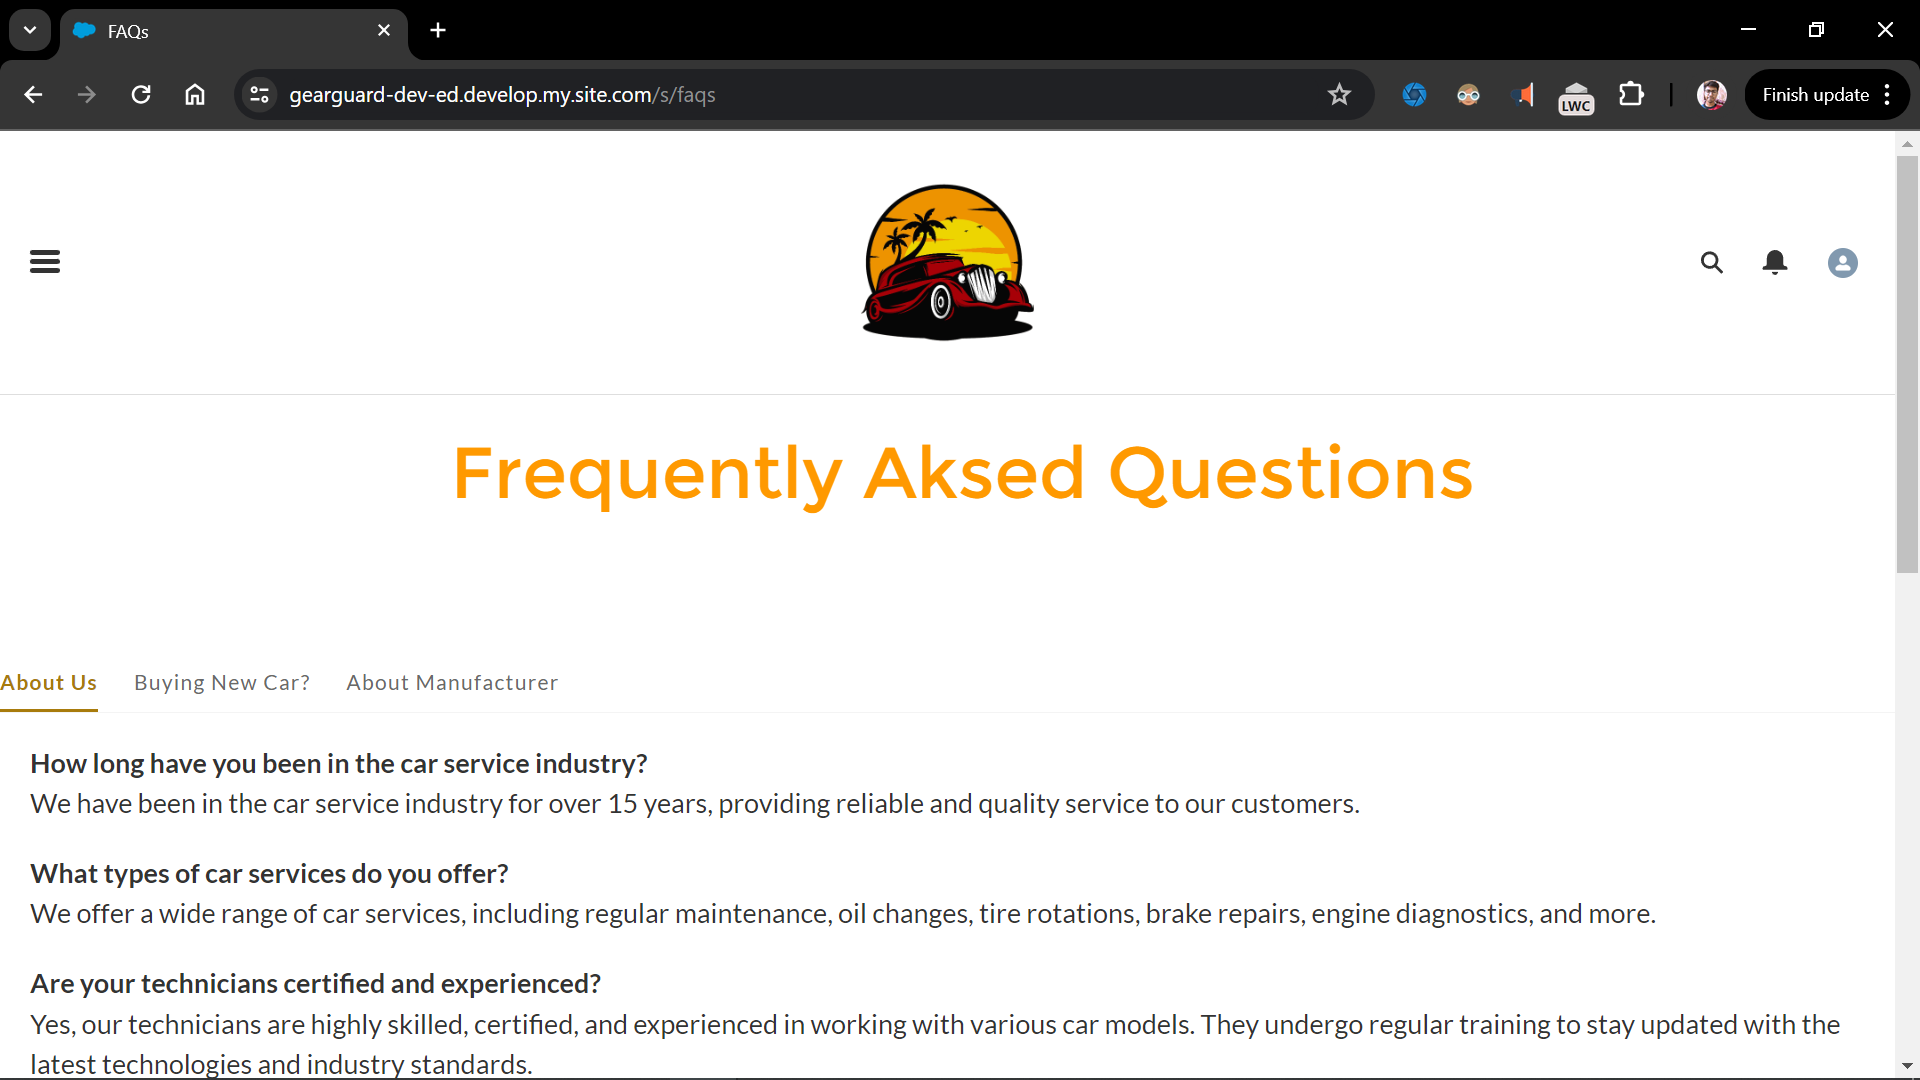 FAQs
gearguard-dev-ed.develop.my.site.com/s/faqs
LWC
Finish update
Frequently Aksed Questions
About Us Buying New Car? About Manufacturer
How long have you been in the car service industry?
We have been in the car service industry for over 15 years, providing reliable and quality service to our customers.
What types of car services do you offer?
We offer a wide range of car services, including regular maintenance, oil changes, tire rotations, brake repairs, engine diagnostics, and more.
Are your technicians certified and experienced?
Yes, our technicians are highly skilled, certified, and experienced in working with various car models. They undergo regular training to stay updated with the
latest technologies and industry standards.